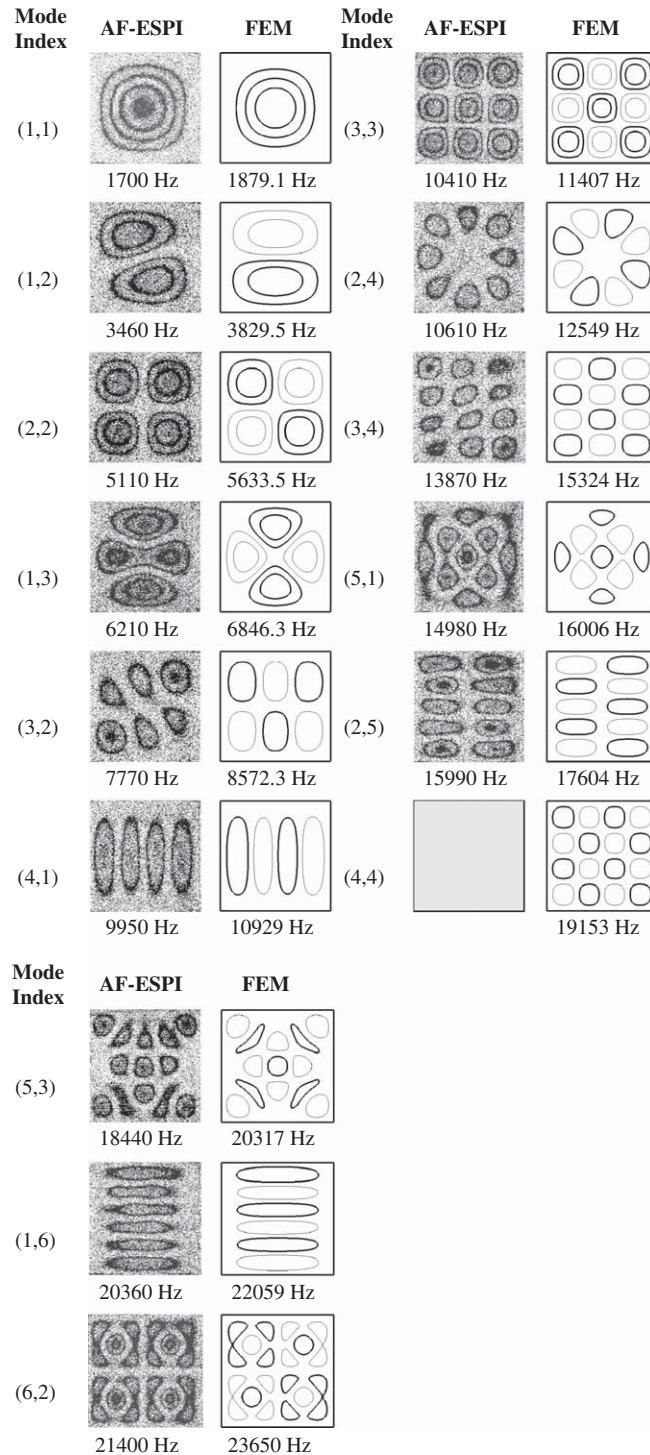 Mode AF-ESPI FEM Mode AF-ESPI FEM
Index Index
(1,1) (3,3)
1700 Hz 1879.1 Hz 10410 Hz 11407 Hz
(1,2) (2,4)
3460 Hz 3829.5 Hz 10610 Hz 12549 Hz
(2,2) (3,4)
5110 Hz 5633.5 Hz 13870 Hz 15324 Hz
(1,3) (5,1)
6210 Hz 6846.3 Hz 14980 Hz 16006 Hz
(3,2) (2,5)
7770 Hz 8572.3 Hz 15990 Hz 17604 Hz
(4,1) (4,4)
9950 Hz 10929 Hz 19153 Hz
Mode AF-ESPI FEM
Index
(5,3)
18440 Hz 20317 Hz
(1,6)
20360 Hz 22059 Hz
(6,2)
21400 Hz 23650 Hz